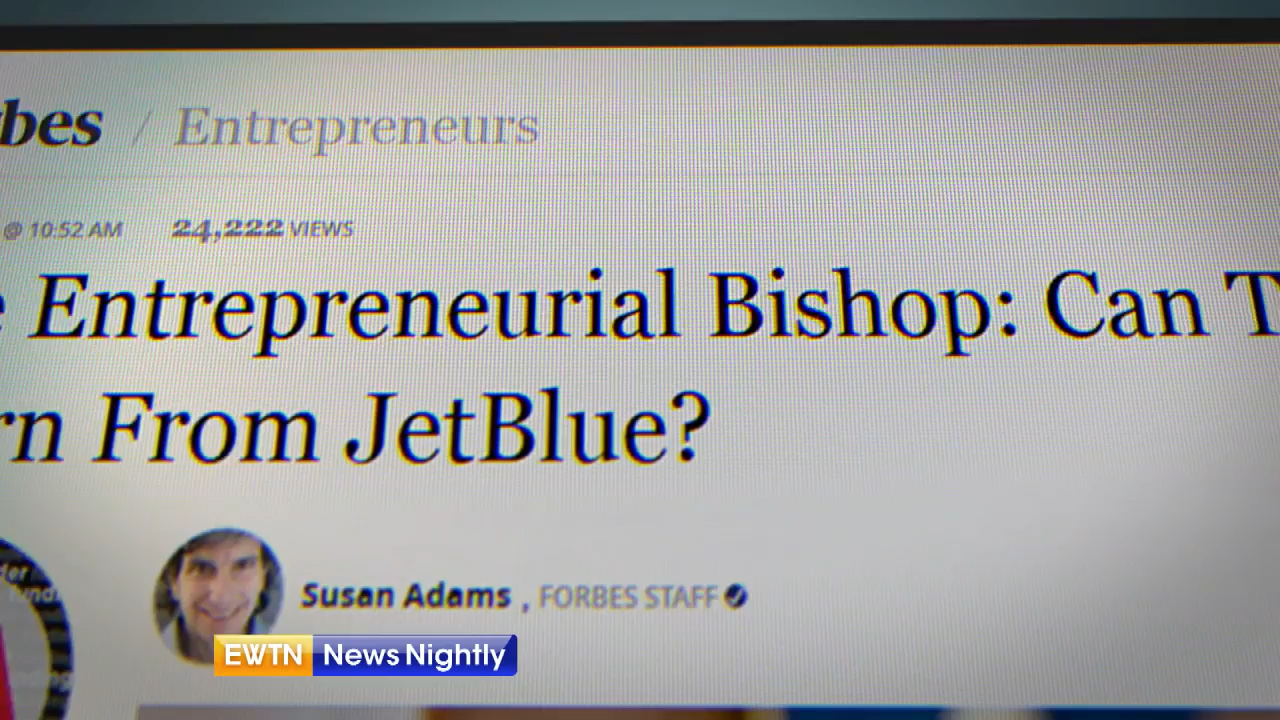 bes / Entrepreneurs
@ 10:52 AM 24,222 VIEWS
e Entrepreneurial Bishop: Can T
rn From JetBlue?
Susan Adams , FORBES STAFF
EWTN News Nightly